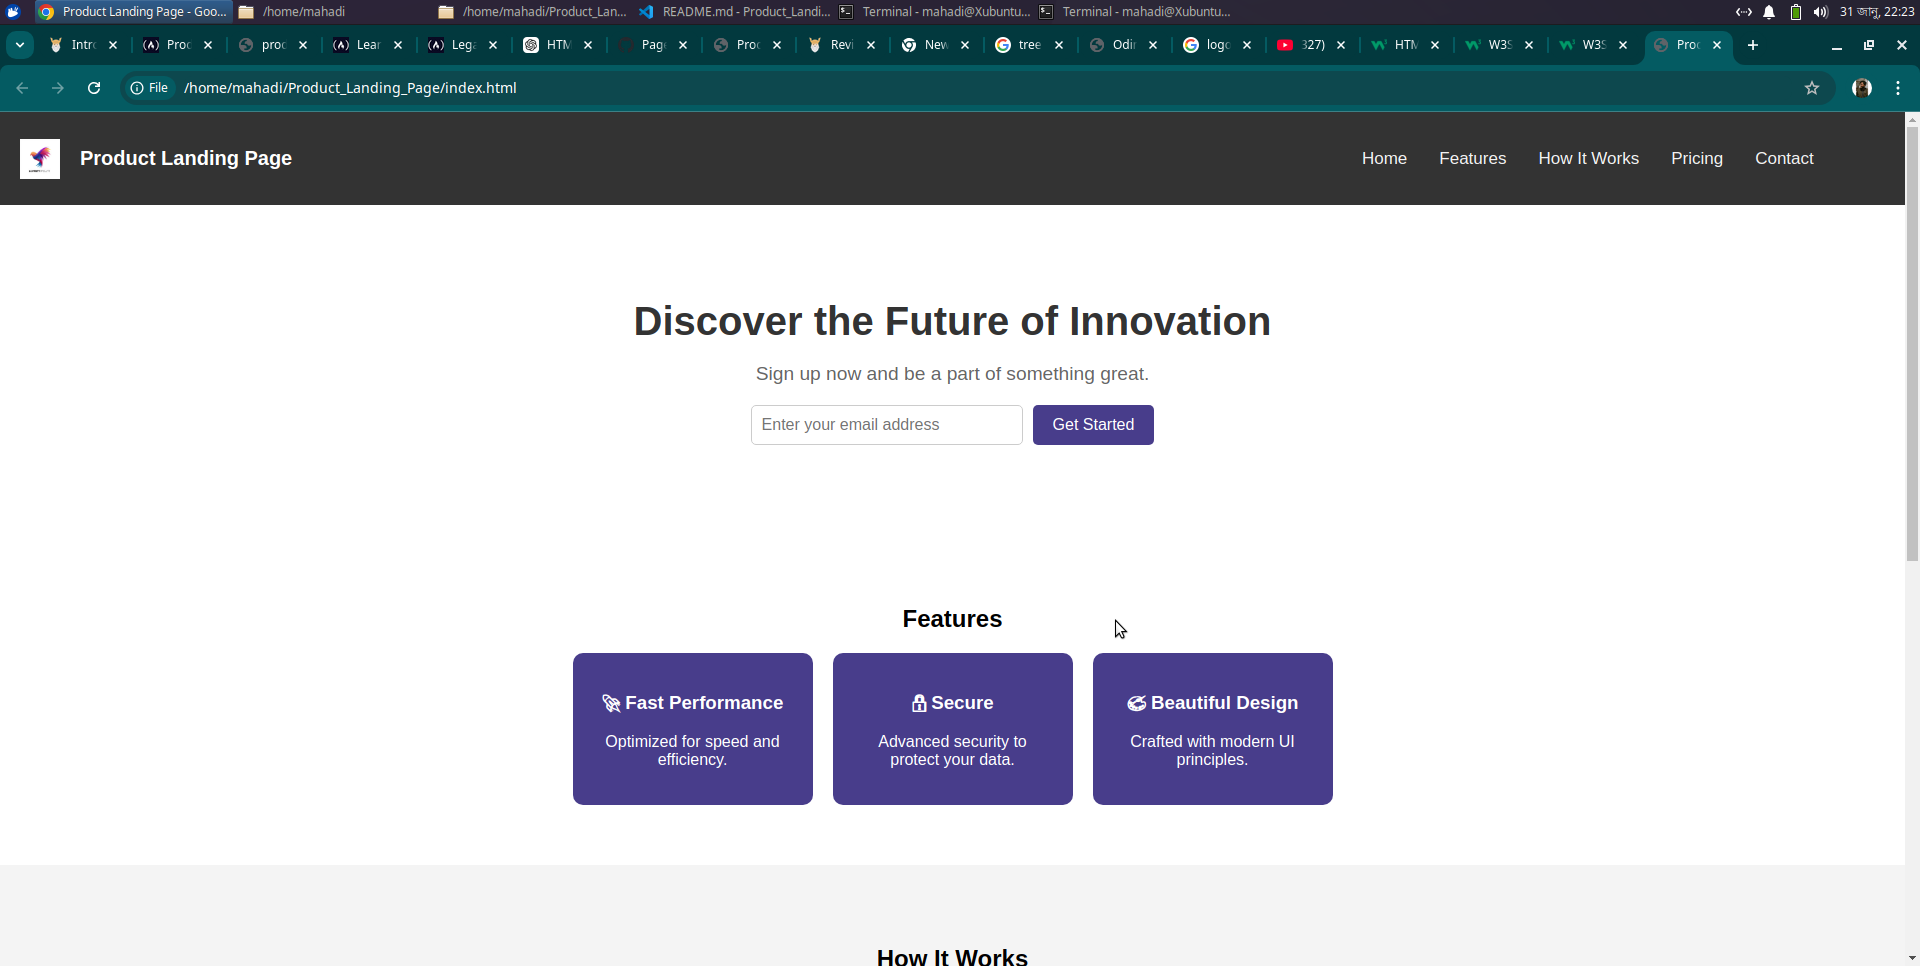 Product Landing Page - Goo...
/home/mahadi
/home/mahadi/Product_Lan...
README.md - Product_Landi...
Terminal - mahadi@Xubuntu...
Terminal - mahadi@Xubuntu...
31 জানু, 22:23
Intro
Proc
proc
Lear
Lega
HTM
Page
Proc
Revi
New
tree
Odir
logo
327)
HTM
W3S
W3S
Proc
File
/home/mahadi/Product_Landing_Page/index.html
Product Landing Page
Home
Features
How It Works
Pricing
Contact
Discover the Future of Innovation
Sign up now and be a part of something great.
Enter your email address
Get Started
Features
🚀 Fast Performance
Optimized for speed and
efficiency.
🔒 Secure
Advanced security to
protect your data.
🎨 Beautiful Design
Crafted with modern UI
principles.
How It Works